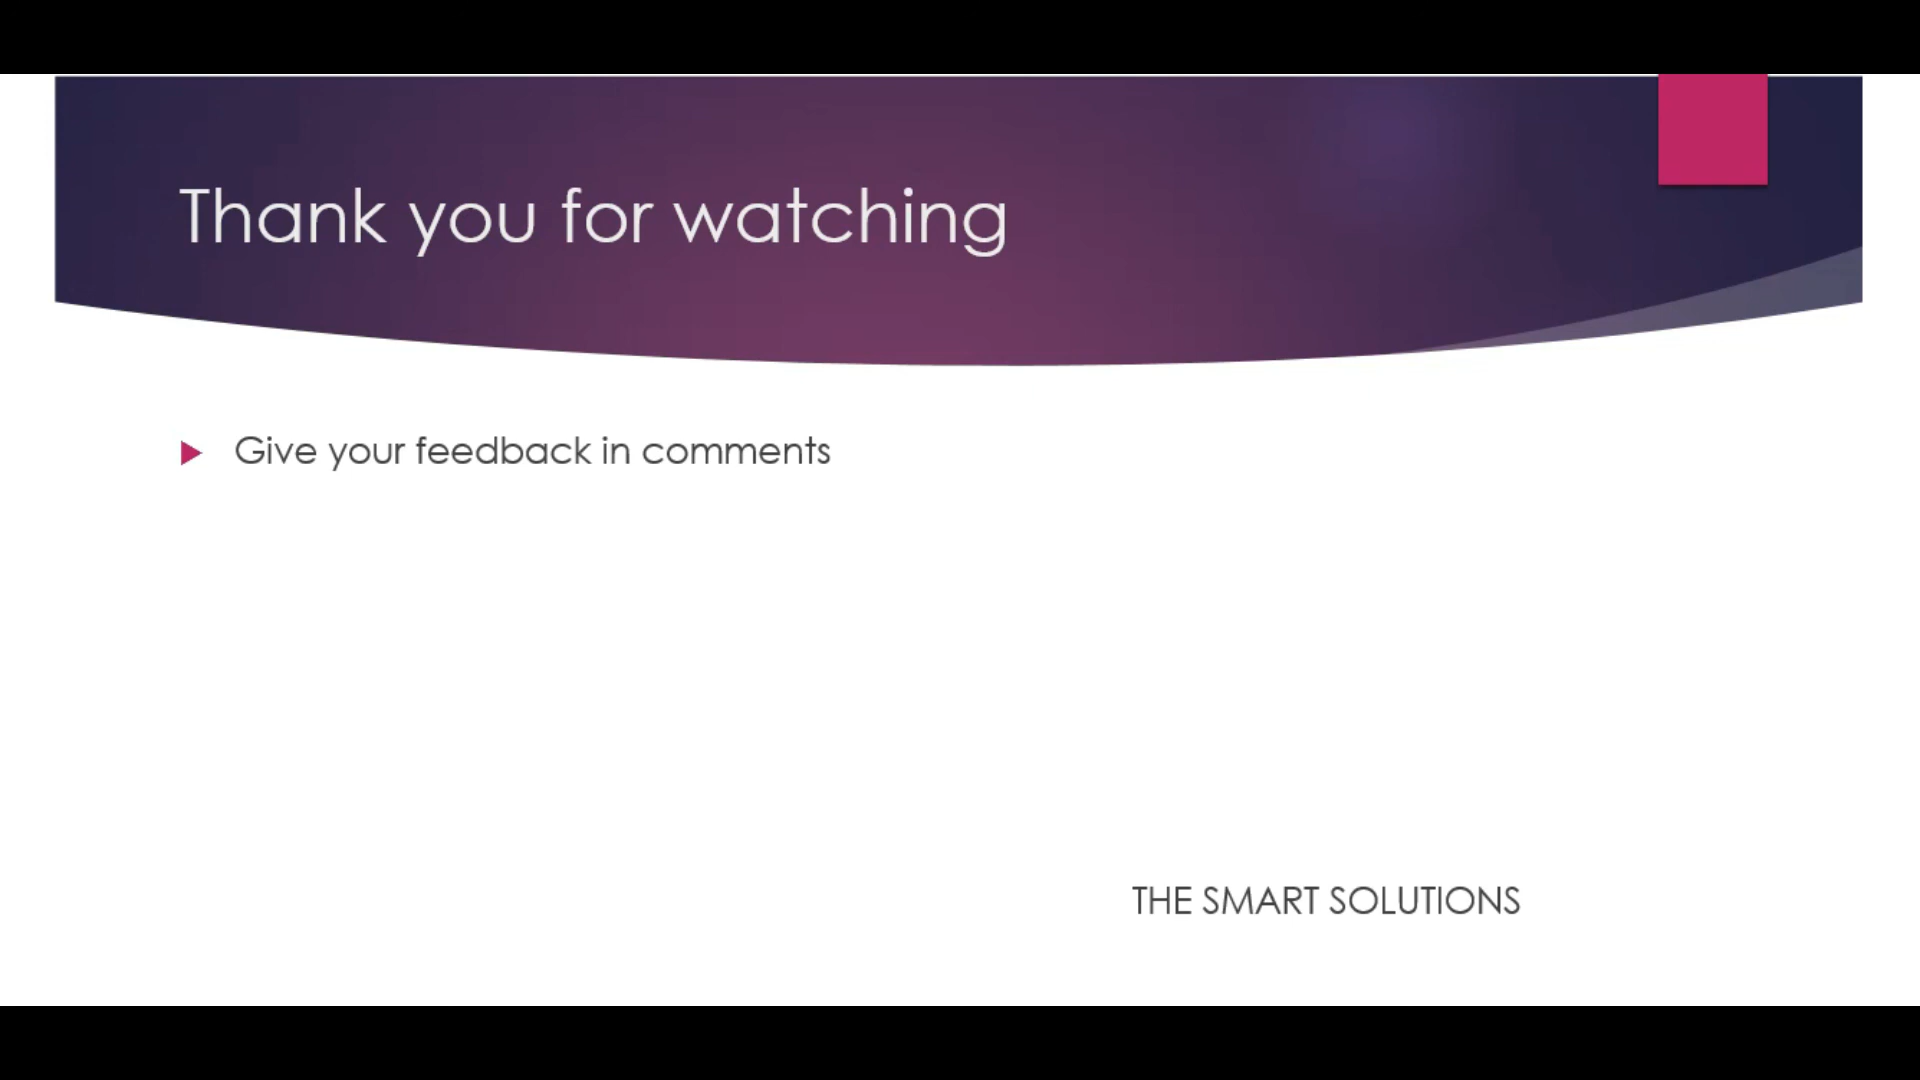 Thank you for watching
Give your feedback in comments
THE SMART SOLUTIONS